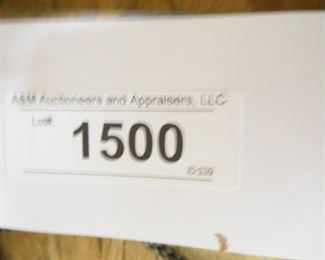 A&M Auctioneers and Appraisers, LLC
Lot#:
1500
ID:539